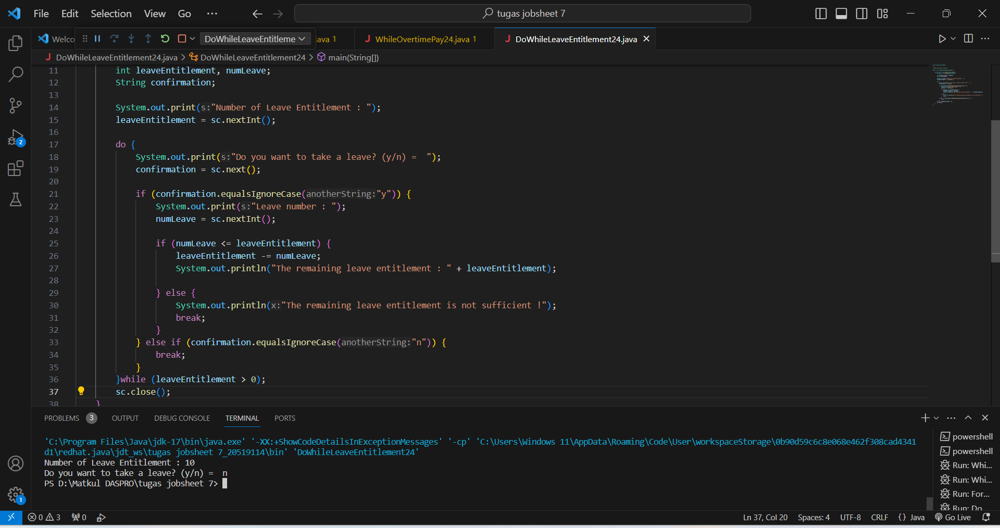 File Edit Selection View Go ··· tugas jobsheet 7
Welco DoWhileLeaveEntitleme java 1 WhileOvertimePay24.java 1 DoWhileLeaveEntitlement24.java
DoWhileLeaveEntitlement24.java > DoWhileLeaveEntitlement24 > main(String[])
11 int leaveEntitlement, numLeave;
12 String confirmation;
13
14 System.out.print(s:"Number of Leave Entitlement : ");
15 leaveEntitlement = sc.nextInt();
16
17 do {
18 System.out.print(s:"Do you want to take a leave? (y/n) =  ");
19 confirmation = sc.next();
20
21 if (confirmation.equalsIgnoreCase(anotherString:"y")) {
22 System.out.print(s:"Leave number : ");
23 numLeave = sc.nextInt();
24
25 if (numLeave <= leaveEntitlement) {
26 leaveEntitlement -= numLeave;
27 System.out.println("The remaining leave entitlement : " + leaveEntitlement);
28
29 } else {
30 System.out.println(x:"The remaining leave entitlement is not sufficient !");
31 break;
32 }
33 } else if (confirmation.equalsIgnoreCase(anotherString:"n")) {
34 break;
35 }
36 }while (leaveEntitlement > 0);
37 sc.close();
38 }
2
1
PROBLEMS 3 OUTPUT DEBUG CONSOLE TERMINAL PORTS
'C:\Program Files\Java\jdk-17\bin\java.exe' '-XX:+ShowCodeDetailsInExceptionMessages' '-cp' 'C:\Users\Windows 11\AppData\Roaming\Code\User\workspaceStorage\0b90d59c6c8e068e462f308cad4341
d1\redhat.java\jdt_ws\tugas jobsheet 7_20519114\bin' 'DoWhileLeaveEntitlement24'
Number of Leave Entitlement : 10
Do you want to take a leave? (y/n) =  n
PS D:\Matkul DASPRO\tugas jobsheet 7>
powershell
powershell
Run: Whi...
Run: Whi...
Run: For...
Run: Do
0 3 0 Ln 37, Col 20 Spaces: 4 UTF-8 CRLF {} Java Go Live